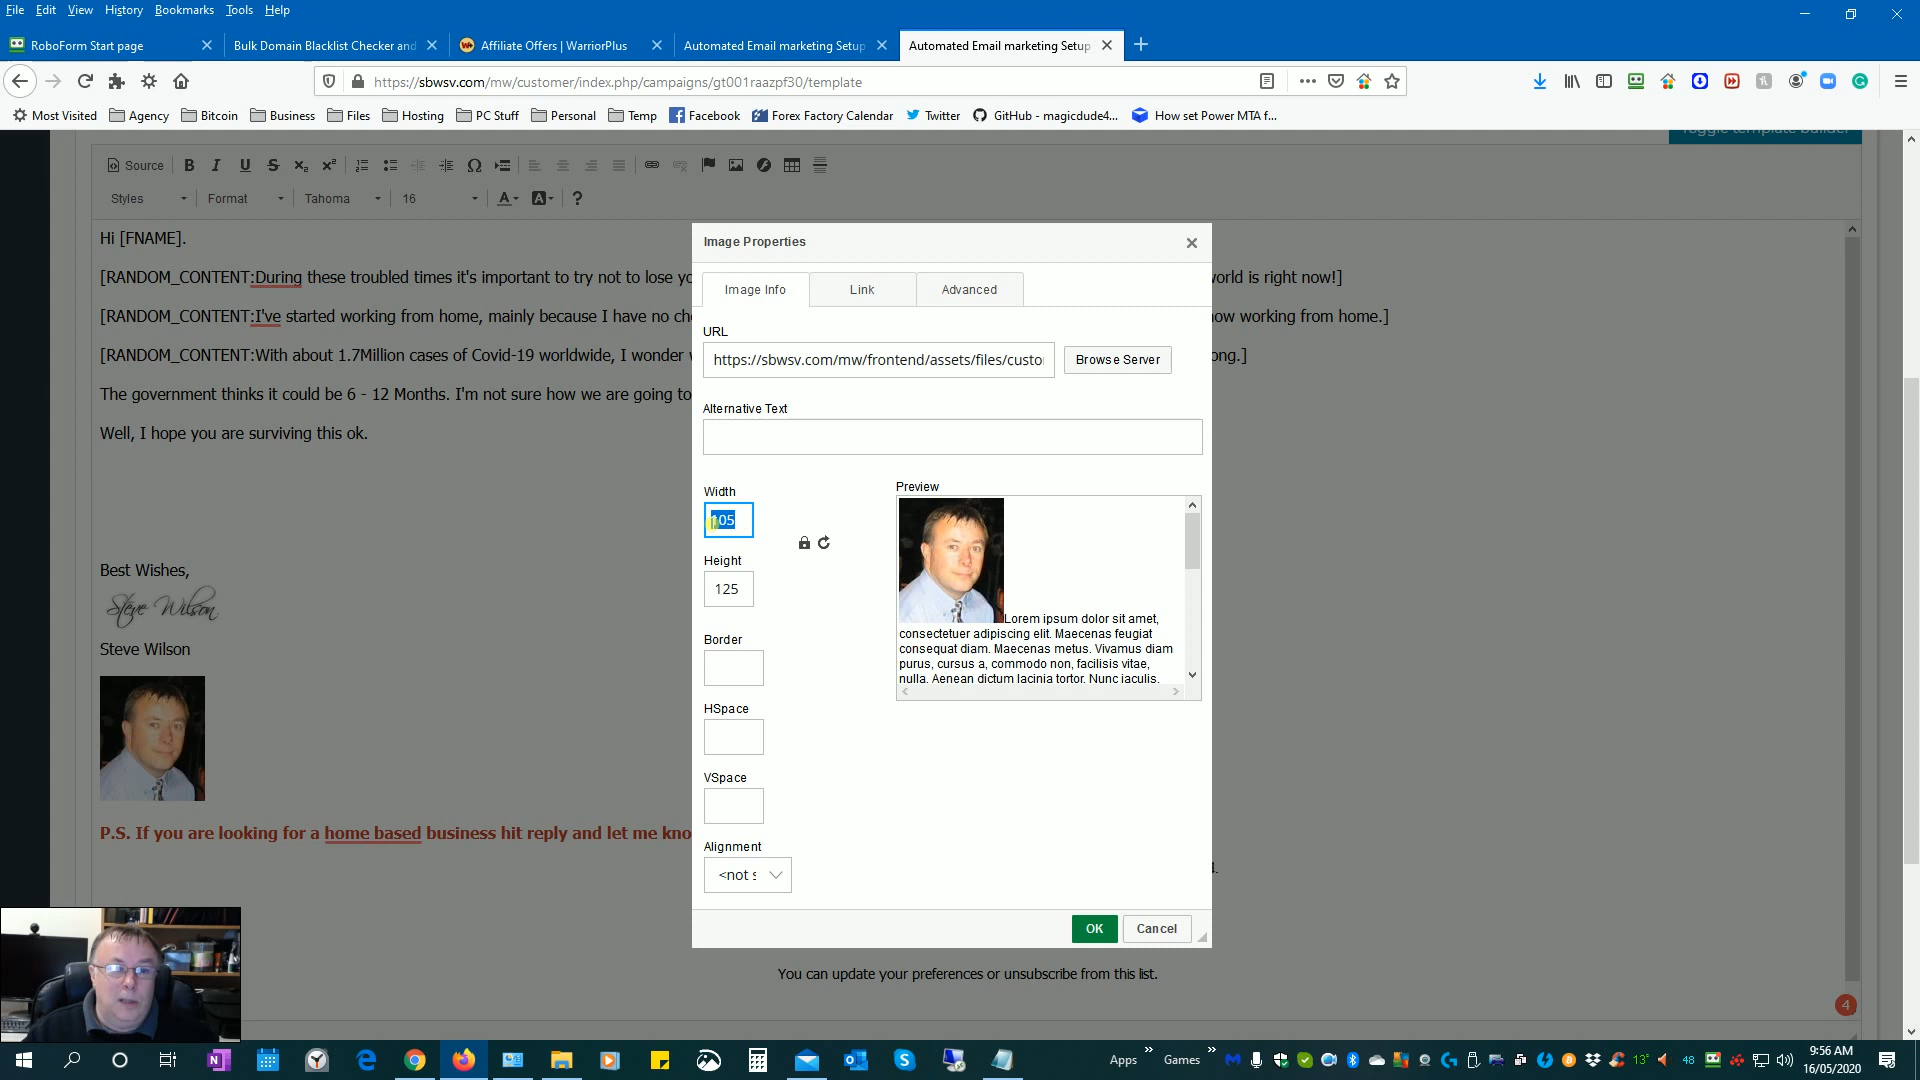 File Edit View History Bookmarks Tools Help
RoboForm Start page
Bulk Domain Blacklist Checker and
Affiliate Offers | WarriorPlus
Automated Email marketing Setup
Automated Email marketing Setup
https://sbwsv.com/mw/customer/index.php/campaigns/gt001raazpf30/template
Most Visited Agency Bitcoin Business Files Hosting PC Stuff Personal Temp Facebook Forex Factory Calendar Twitter GitHub - magicdude4... How set Power MTA f...
Toggle template builder
Source
Styles Format Tahoma 16
Hi [FNAME].
[RANDOM_CONTENT:During these troubled times it's important to try not to lose
world is right now!]
[RANDOM_CONTENT:I've started working from home, mainly because I have no
now working from home.]
[RANDOM_CONTENT:With about 1.7Million cases of Covid-19 worldwide, I wonder
ong.]
The government thinks it could be 6 - 12 Months. I'm not sure how we are going to
Well, I hope you are surviving this ok.
Best Wishes,
Steve Wilson
Steve Wilson
P.S. If you are looking for a home based business hit reply and let me kno
4.
You can update your preferences or unsubscribe from this list.
4
Image Properties
Image Info Link Advanced
URL
https://sbwsv.com/mw/frontend/assets/files/custo
Browse Server
Alternative Text
Width
105
Height
125
Border
HSpace
VSpace
Alignment
<not s
Preview
Lorem ipsum dolor sit amet,
consectetuer adipiscing elit. Maecenas feugiat
consequat diam. Maecenas metus. Vivamus diam
purus, cursus a, commodo non, facilisis vitae,
nulla. Aenean dictum lacinia tortor. Nunc iaculis.
OK Cancel
Apps Games
13° 48
9:56 AM
16/05/2020